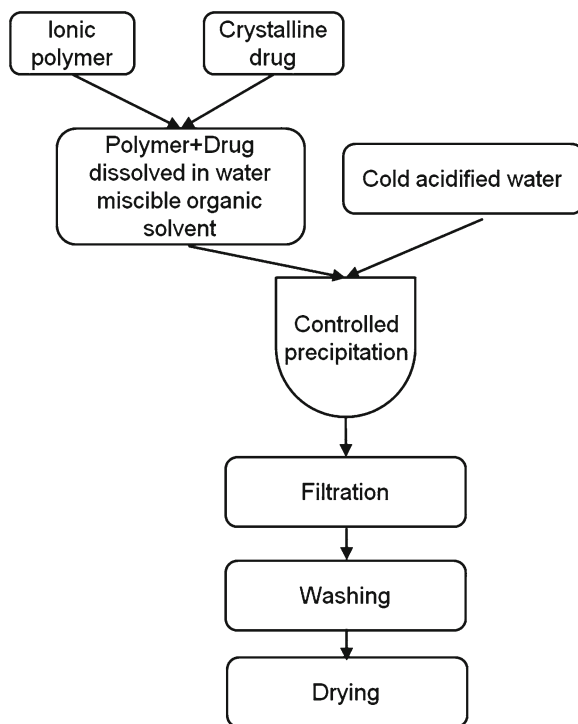 Ionic
polymer
Crystalline
drug
Polymer+Drug
dissolved in water
miscible organic
solvent
Cold acidified water
Controlled
precipitation
Filtration
Washing
Drying